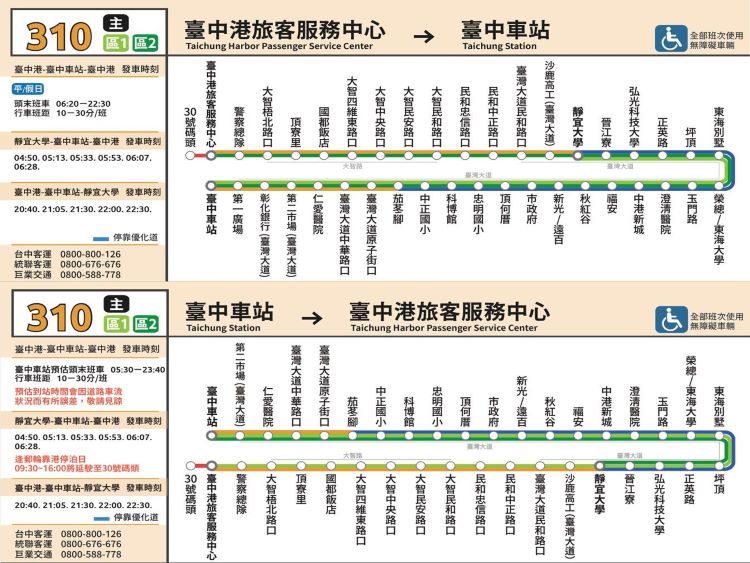 310 主 區1 區2
臺中港旅客服務中心 → 臺中車站
Taichung Harbor Passenger Service Center
Taichung Station
全部班次使用
無障礙車輛
臺中港-臺中車站-臺中港 發車時刻
平/假日
頭末班車 06:20-22:30
行車班距 10-30分/班
靜宜大學-臺中車站-臺中港 發車時刻
04:50. 05:13. 05:33. 05:53. 06:07.
06:28.
臺中港-臺中車站-靜宜大學 發車時刻
20:40. 21:05. 21:30. 22:00. 22:30.
停靠優化道
台中客運 0800-800-126
統聯客運 0800-676-676
巨業交通 0800-588-778
30號碼頭
臺中港旅客服務中心
警察總隊
大智梧北路口
頂寮里
國都飯店
大智四維東路口
大智中央路口
大智民安路口
大智民和路口
民和忠信路口
民和中正路口
臺灣大道民和路口
沙鹿高工(臺灣大道)
靜宜大學
晉江寮
弘光科技大學
正英路
坪頂
東海別墅
大智路
臺灣大道
臺灣大道
臺中車站
第一廣場
彰化銀行(臺灣大道)
第二市場(臺灣大道)
仁愛醫院
臺灣大道中華路口
臺灣大道原子街口
茄苳腳
中正國小
科博館
忠明國小
頂何厝
市政府
新光/遠百
秋紅谷
福安
中港新城
澄清醫院
玉門路
榮總/東海大學
310 主 區1 區2
臺中車站 → 臺中港旅客服務中心
Taichung Station
Taichung Harbor Passenger Service Center
全部班次使用
無障礙車輛
臺中港-臺中車站-臺中港 發車時刻
臺中車站預估頭末班車 05:30-23:40
行車班距 10-30分/班
預估到站時間會因道路車流
狀況而有所誤差，敬請見諒
靜宜大學-臺中車站-臺中港 發車時刻
04:50. 05:13. 05:33. 05:53. 06:07.
06:28.
逢郵輪靠港停泊日
09:30-16:00將延駛至30號碼頭
臺中港-臺中車站-靜宜大學 發車時刻
20:40. 21:05. 21:30. 22:00. 22:30.
停靠優化道
台中客運 0800-800-126
統聯客運 0800-676-676
巨業交通 0800-588-778
臺中車站
第二市場(臺灣大道)
仁愛醫院
臺灣大道中華路口
臺灣大道原子街口
茄苳腳
中正國小
科博館
忠明國小
頂何厝
市政府
新光/遠百
秋紅谷
福安
中港新城
澄清醫院
玉門路
榮總/東海大學
東海別墅
臺灣大道
大智路
臺灣大道
30號碼頭
臺中港旅客服務中心
警察總隊
大智梧北路口
頂寮里
國都飯店
大智四維東路口
大智中央路口
大智民安路口
大智民和路口
民和忠信路口
民和中正路口
臺灣大道民和路口
沙鹿高工(臺灣大道)
靜宜大學
晉江寮
弘光科技大學
正英路
坪頂